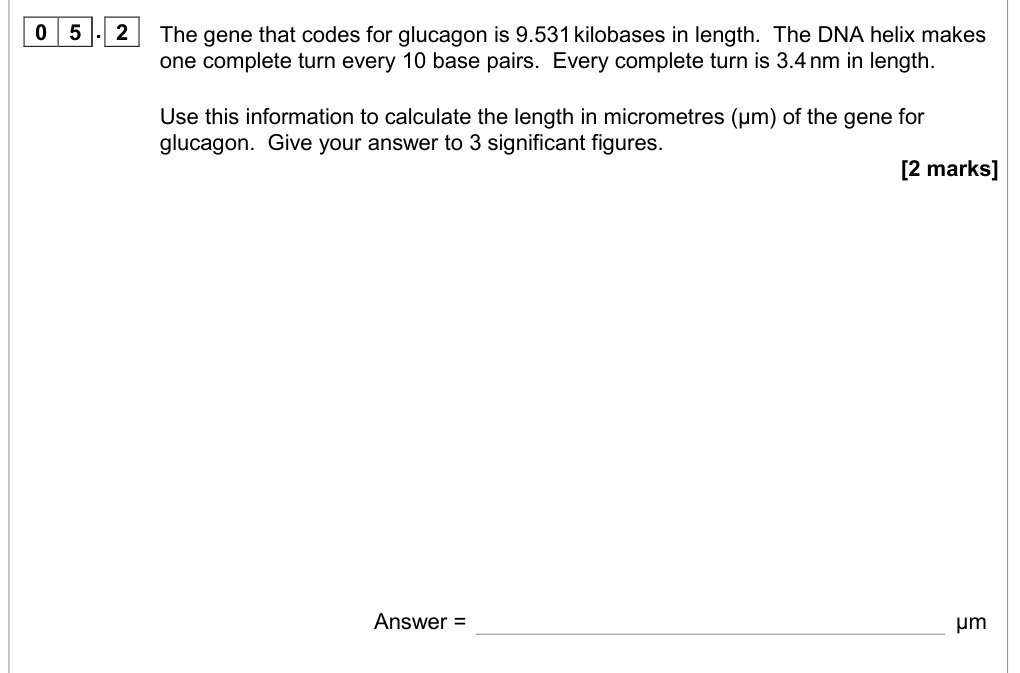 0 5 . 2 The gene that codes for glucagon is 9.531 kilobases in length. The DNA helix makes
one complete turn every 10 base pairs. Every complete turn is 3.4 nm in length.
Use this information to calculate the length in micrometres (μm) of the gene for
glucagon. Give your answer to 3 significant figures.
[2 marks]
Answer = μm